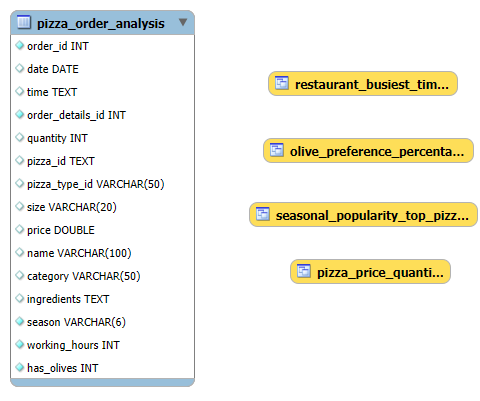 pizza_order_analysis
order_id INT
date DATE
time TEXT
order_details_id INT
quantity INT
pizza_id TEXT
pizza_type_id VARCHAR(50)
size VARCHAR(20)
price DOUBLE
name VARCHAR(100)
category VARCHAR(50)
ingredients TEXT
season VARCHAR(6)
working_hours INT
has_olives INT
restaurant_busiest_tim...
olive_preference_percenta...
seasonal_popularity_top_pizz...
pizza_price_quanti...